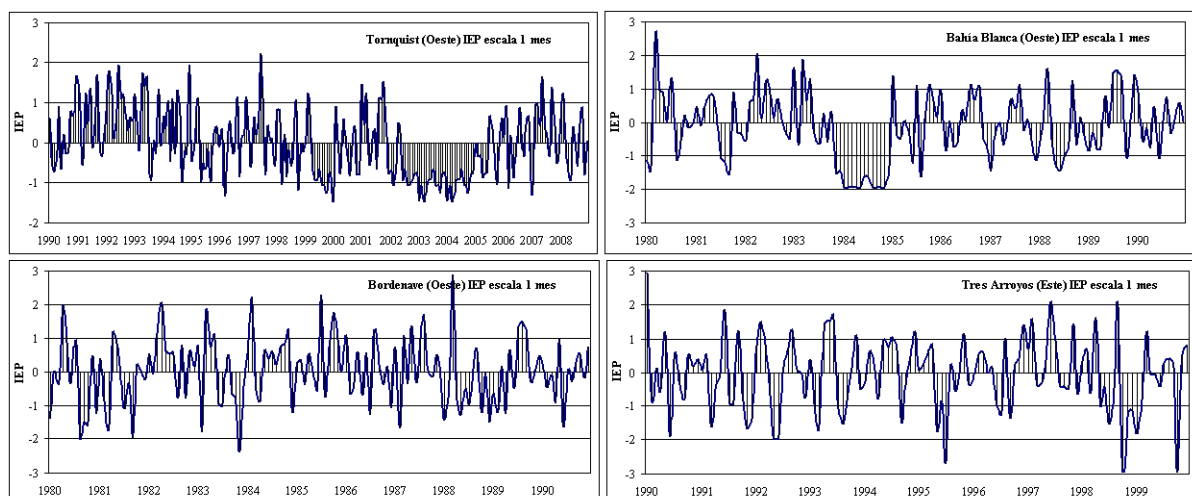 Tornquist (Oeste) IEP escala 1 mes
3
2
1
0
-1
-2
IEP
1990 1991 1992 1993 1994 1995 1996 1997 1998 1999 2000 2001 2002 2003 2004 2005 2006 2007 2008
Bahía Blanca (Oeste) IEP escala 1 mes
3
2
1
0
-1
-2
-3
IEP
1980 1981 1982 1983 1984 1985 1986 1987 1988 1989 1990
Bordenave (Oeste) IEP escala 1 mes
3
2
1
0
-1
-2
-3
IEP
1980 1981 1982 1983 1984 1985 1986 1987 1988 1989 1990
Tres Arroyos (Este) IEP escala 1 mes
3
2
1
0
-1
-2
-3
IEP
1990 1991 1992 1993 1994 1995 1996 1997 1998 1999